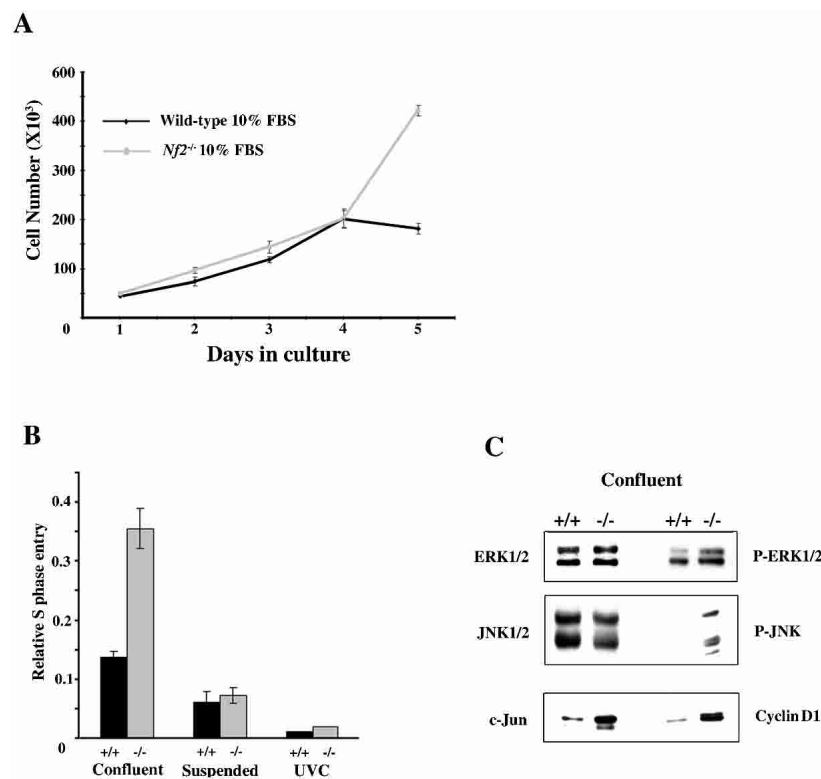 A
600
400
300
200
100
0
Cell Number (X10³)
Wild-type 10% FBS
Nf2-/- 10% FBS
1 2 3 4 5
Days in culture
B
0.4
0.3
0.2
0.1
0
Relative S phase entry
+/+ -/- +/+ -/- +/+ -/-
Confluent Suspended UVC
C
Confluent
+/+ -/- +/+ -/-
ERK1/2 P-ERK1/2
JNK1/2 P-JNK
c-Jun Cyclin D1